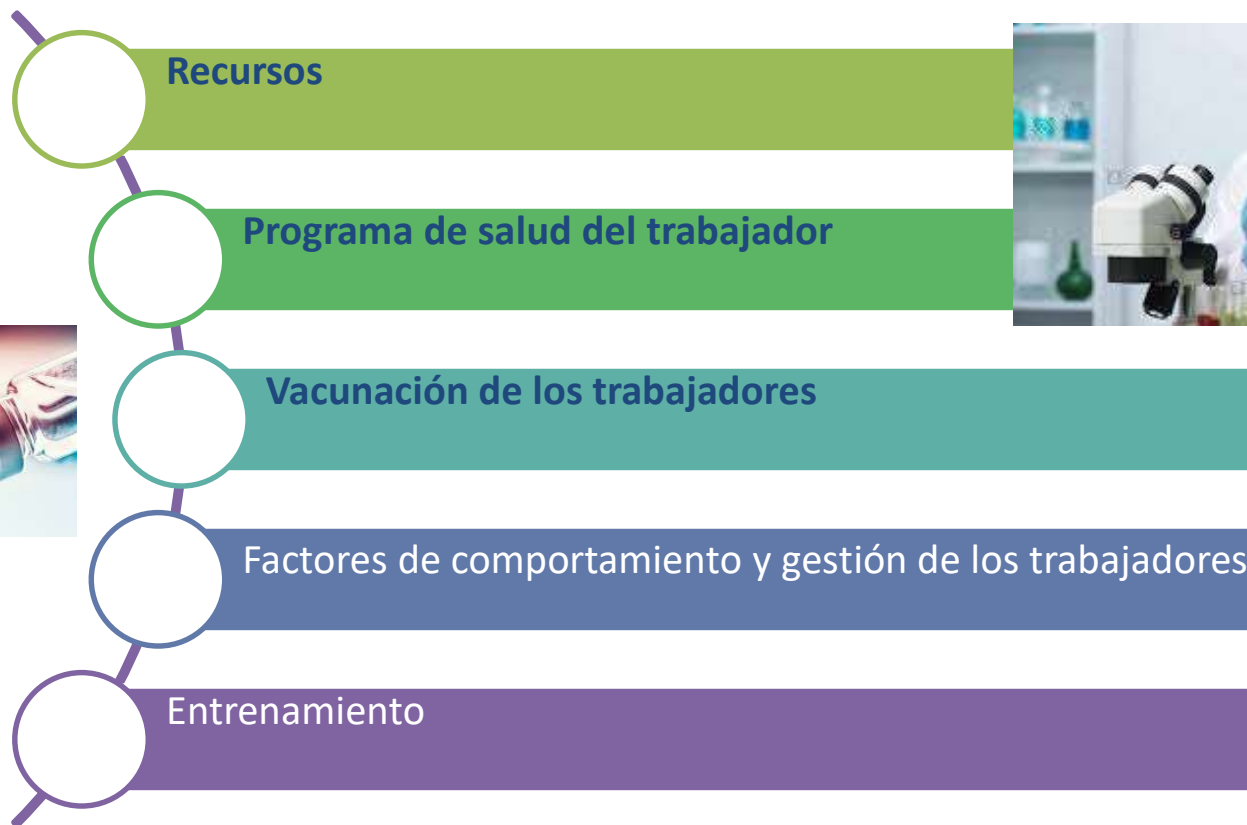 Recursos
Programa de salud del trabajador
Vacunación de los trabajadores
Factores de comportamiento y gestión de los trabajadores
Entrenamiento